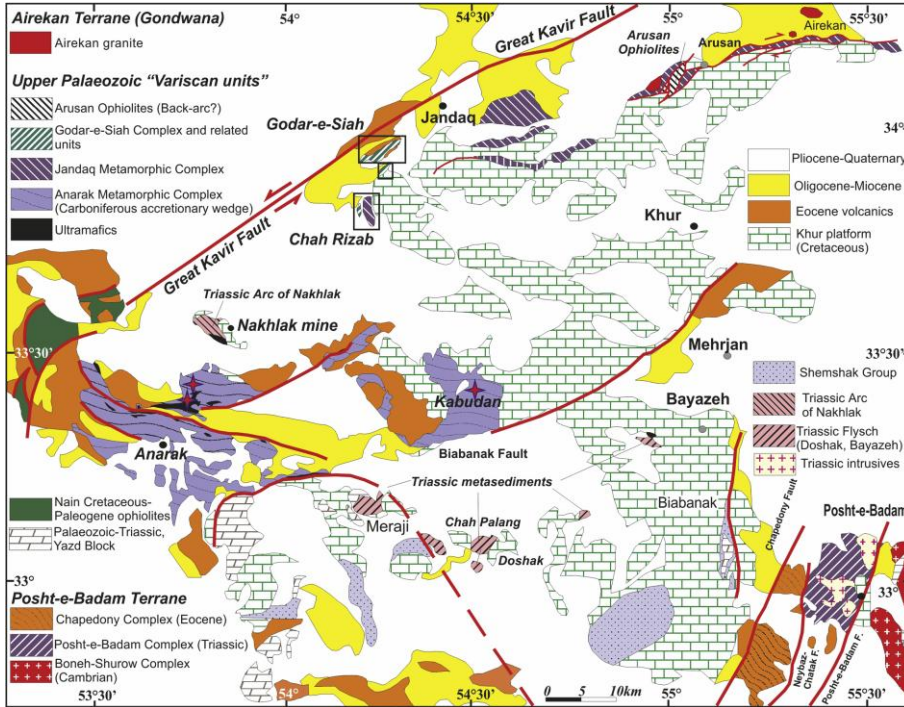 54°
54°30'
55°
55°30'
Airekan Terrane (Gondwana)
Airekan granite
Upper Palaeozoic "Variscan units"
Arusan Ophiolites (Back-arc?)
Godar-e-Siah Complex and related
units
Jandaq Metamorphic Complex
Anarak Metamorphic Complex
(Carboniferous accretionary wedge)
Ultramafics
Great Kavir Fault
Arusan
Ophiolites
Arusan
Airekan
Godar-e-Siah
Jandaq
34°
Pliocene-Quaternary
Oligocene-Miocene
Eocene volcanics
Khur platform
(Cretaceous)
Chah Rizab
Khur
Great Kavir Fault
Triassic Arc of Nakhlak
Nakhlak mine
33°30'
Mehrjan
33°30'
Shemshak Group
Triassic Arc
of Nakhlak
Triassic Flysch
(Doshak, Bayazeh)
Triassic intrusives
Kabudan
Bayazeh
Anarak
Biabanak Fault
Triassic metasediments
Nain Cretaceous-
Paleogene ophiolites
Palaeozoic-Triassic,
Yazd Block
Meraji
Chah Palang
Doshak
Biabanak
Chapedony Fault
Posht-e-Badam
33°
33°
Posht-e-Badam Terrane
Chapedony Complex (Eocene)
Posht-e-Badam Complex (Triassic)
Boneh-Shurow Complex
(Cambrian)
Neybaz-
Chatak F.
Posht-e-Badam F.
33°30'
54°
54°30'
0 5 10km
55°
55°30'